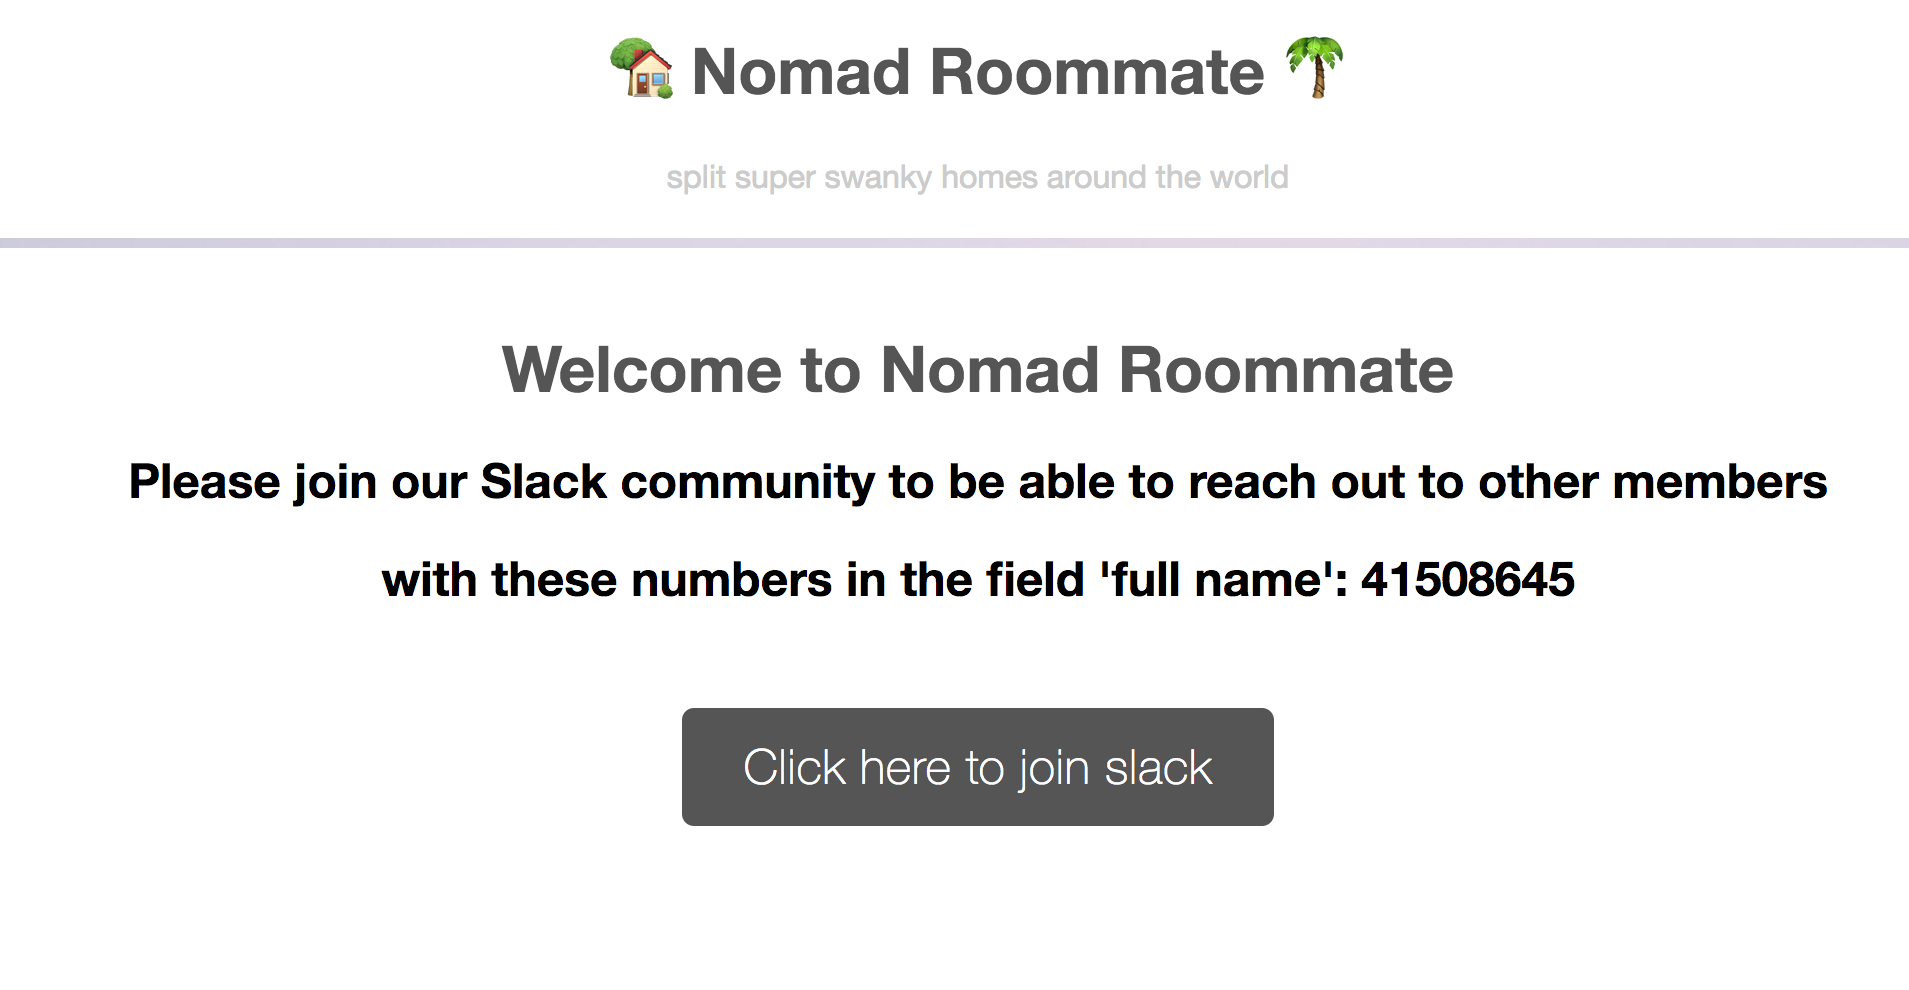 Nomad Roommate
split super swanky homes around the world
Welcome to Nomad Roommate
Please join our Slack community to be able to reach out to other members
with these numbers in the field 'full name': 41508645
Click here to join slack